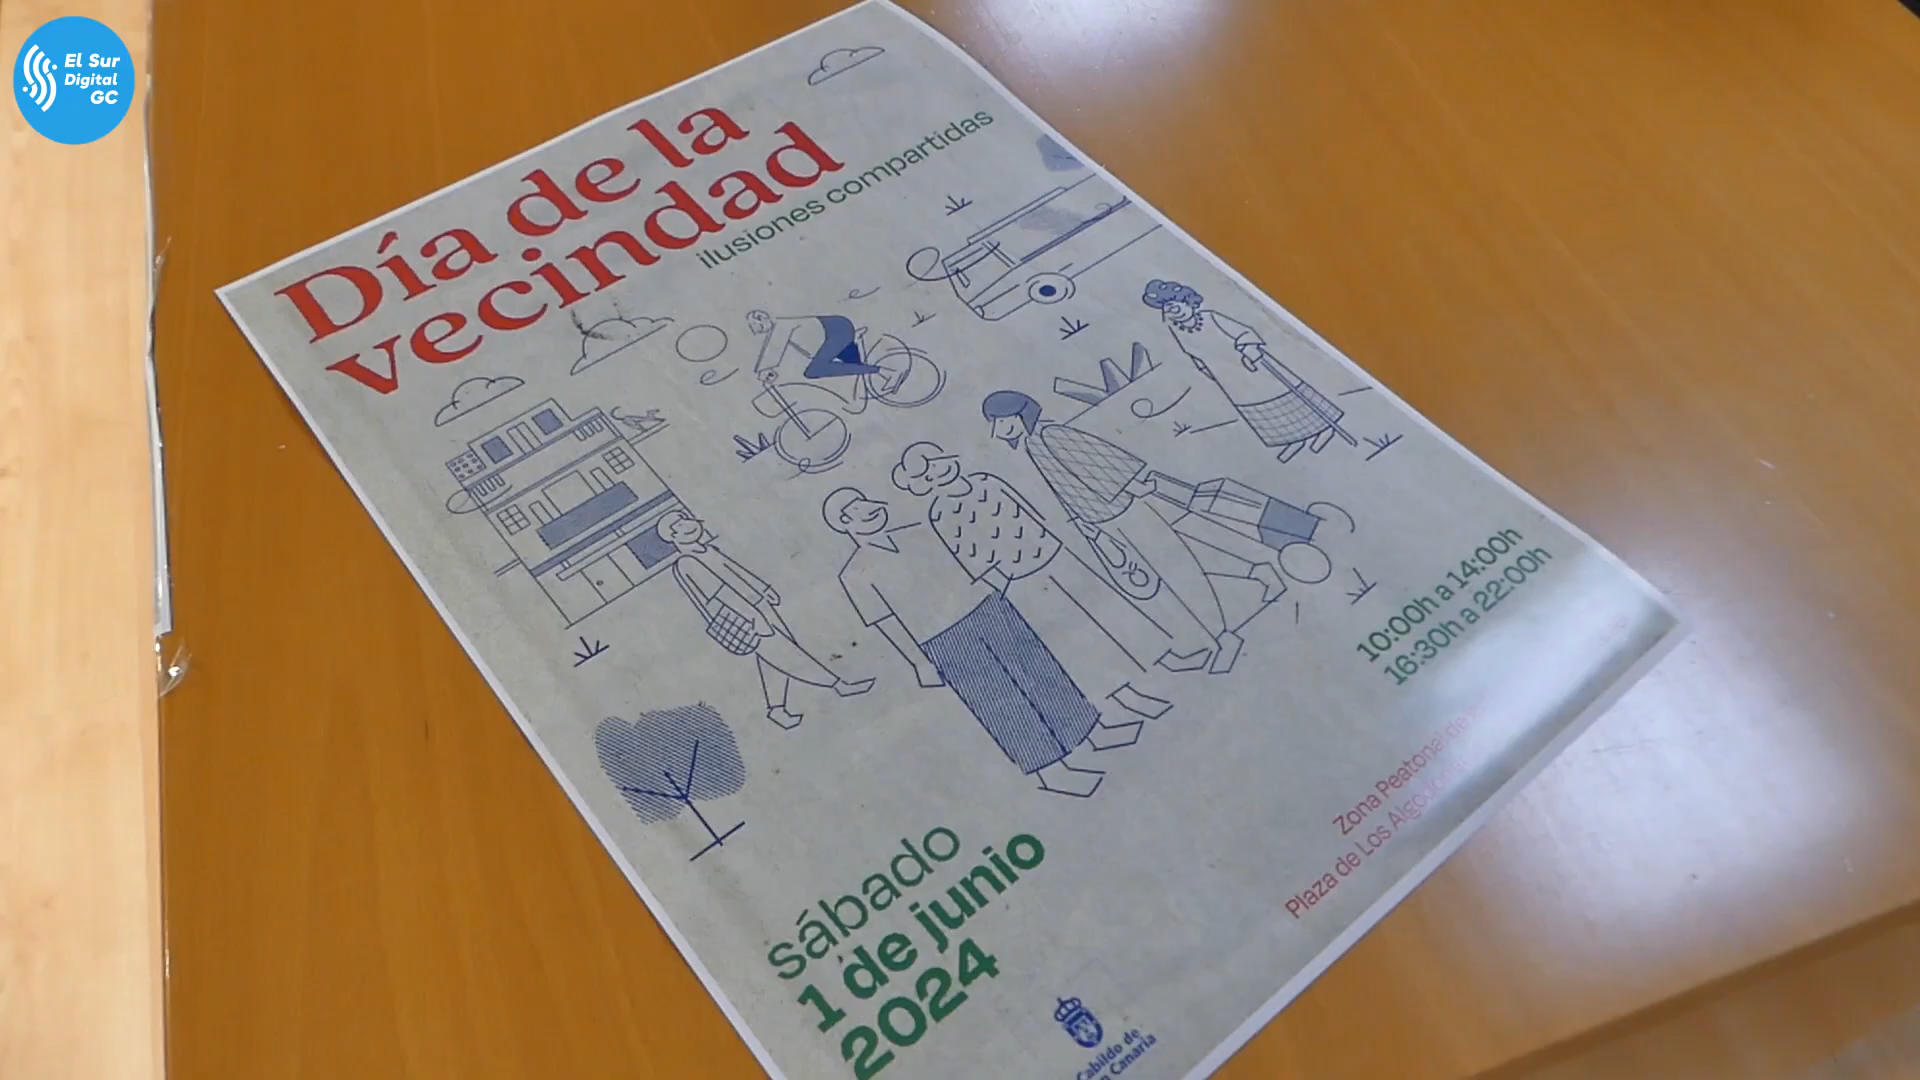 El Sur
Digital
GC
Día de la
vecindad
ilusiones compartidas
10:00h a 14:00h
16:30h a 22:00h
Zona Peatonal de
Plaza de Los
sábado
1 de junio
2024
Cabildo de
Canaria